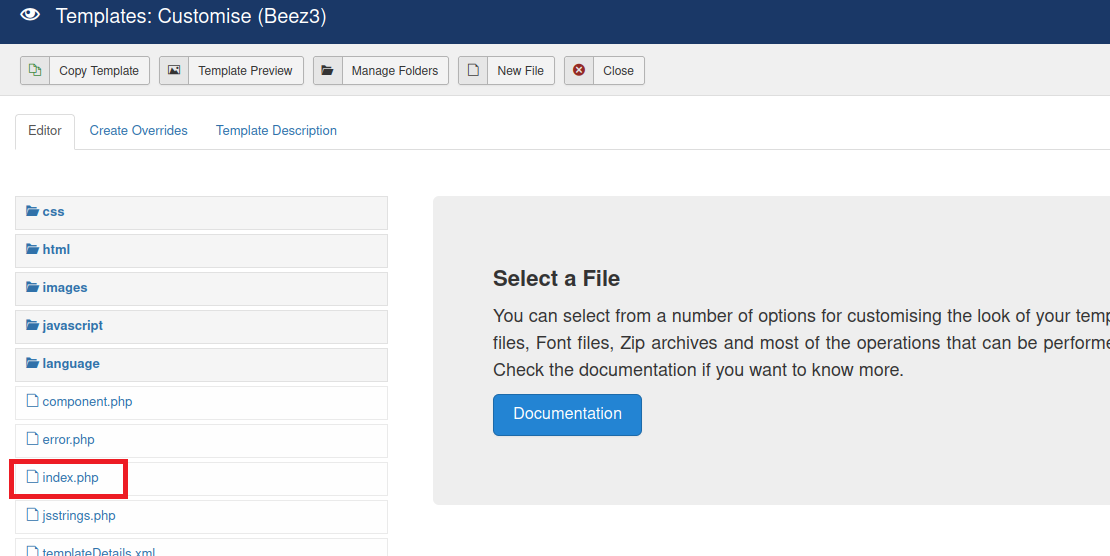 Templates: Customise (Beez3)
Copy Template Template Preview Manage Folders New File Close
Editor Create Overrides Template Description
css
html
images
javascript
language
component.php
error.php
index.php
jsstrings.php
templateDetails.xml
Select a File
You can select from a number of options for customising the look of your temp
files, Font files, Zip archives and most of the operations that can be performe
Check the documentation if you want to know more.
Documentation